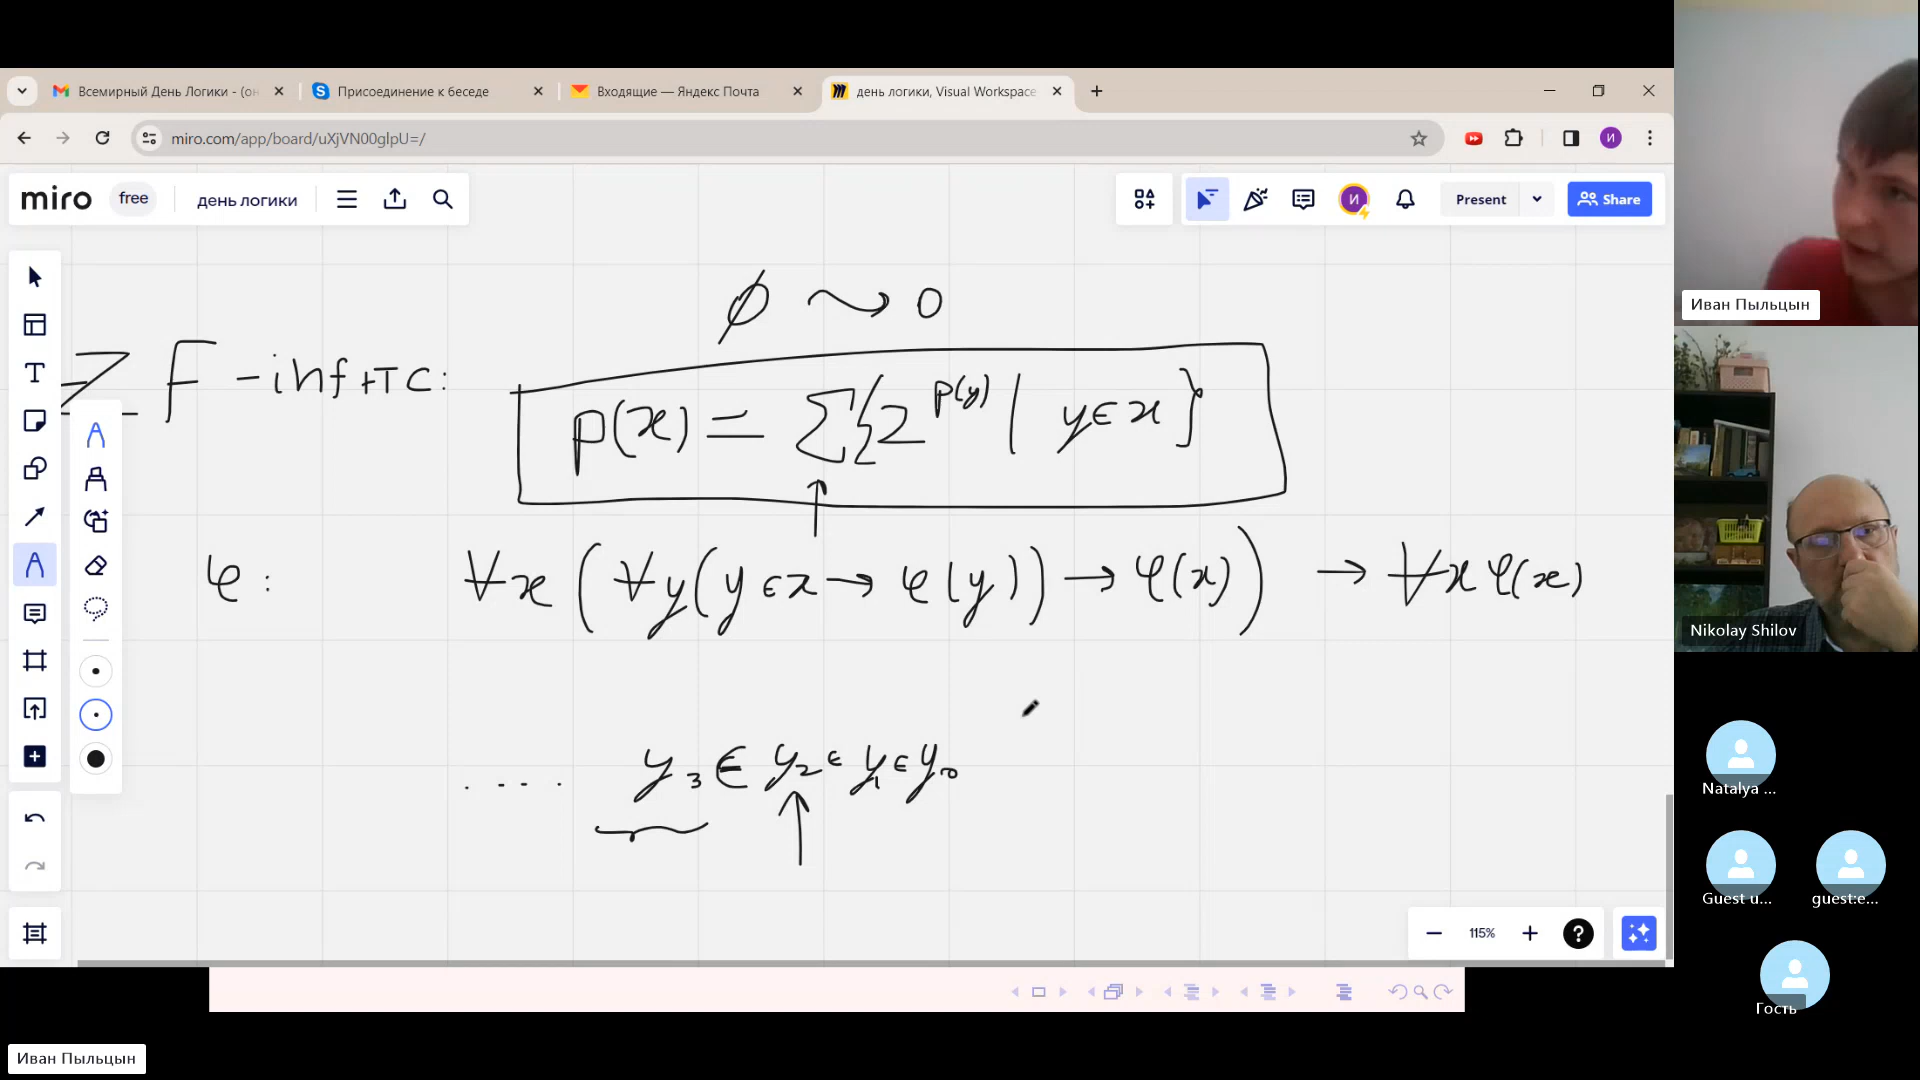 Всемирный День Логики - (он
Присоединение к беседе
Входящие — Яндекс Почта
день логики, Visual Workspace
miro.com/app/board/uXjVN00glpU=/
И
miro
free
день логики
И
Present
Share
Иван Пыльцын
∅ ⤳ 0
ZF -inf+TC:
p(x) = Σ{2^p(y) | y∈x}
φ: ∀x(∀y(y∈x → φ(y)) → φ(x)) → ∀x φ(x)
Nikolay Shilov
.... y₃ ∈ y₂ ∈ y₁ ∈ y₀
Natalya ...
Guest u...
guest:e...
115%
Гость
Иван Пыльцын